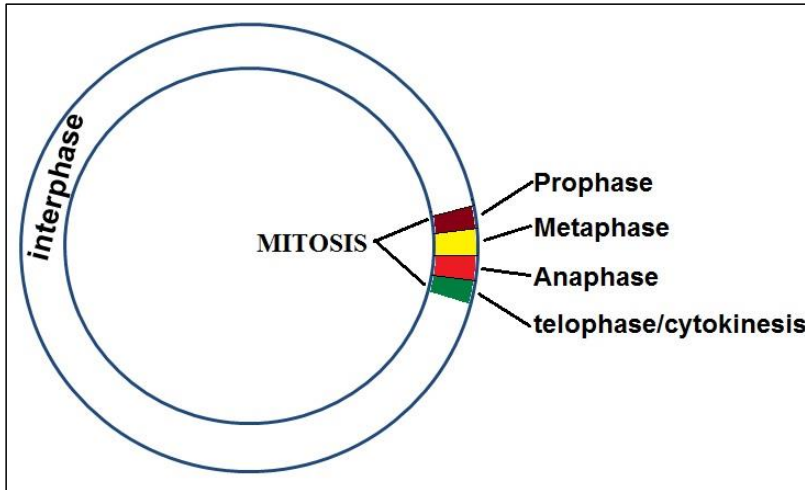 interphase
Prophase
Metaphase
MITOSIS
Anaphase
telophase/cytokinesis